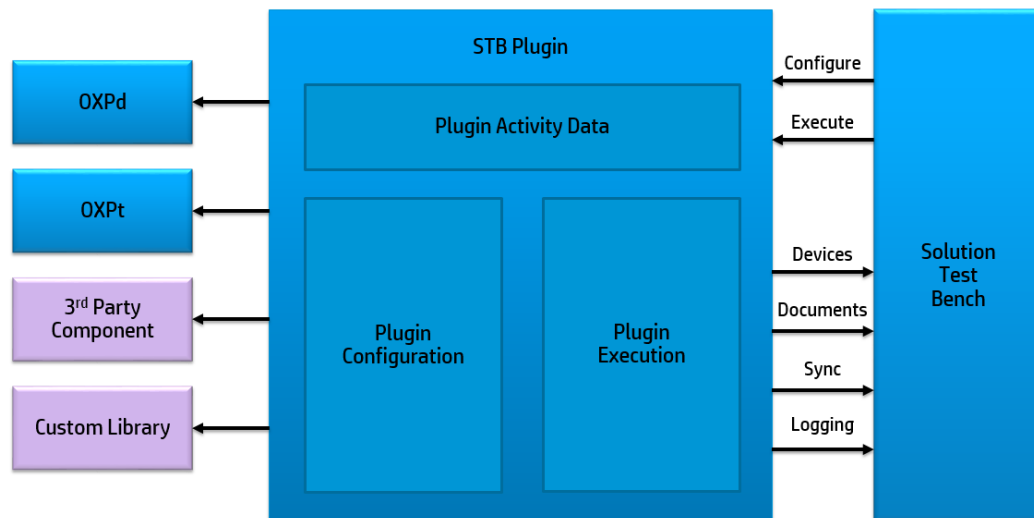 STB Plugin
Plugin Activity Data
Plugin
Configuration
Plugin
Execution
OXPd
OXPt
3rd Party
Component
Custom Library
Configure
Execute
Devices
Documents
Sync
Logging
Solution
Test
Bench